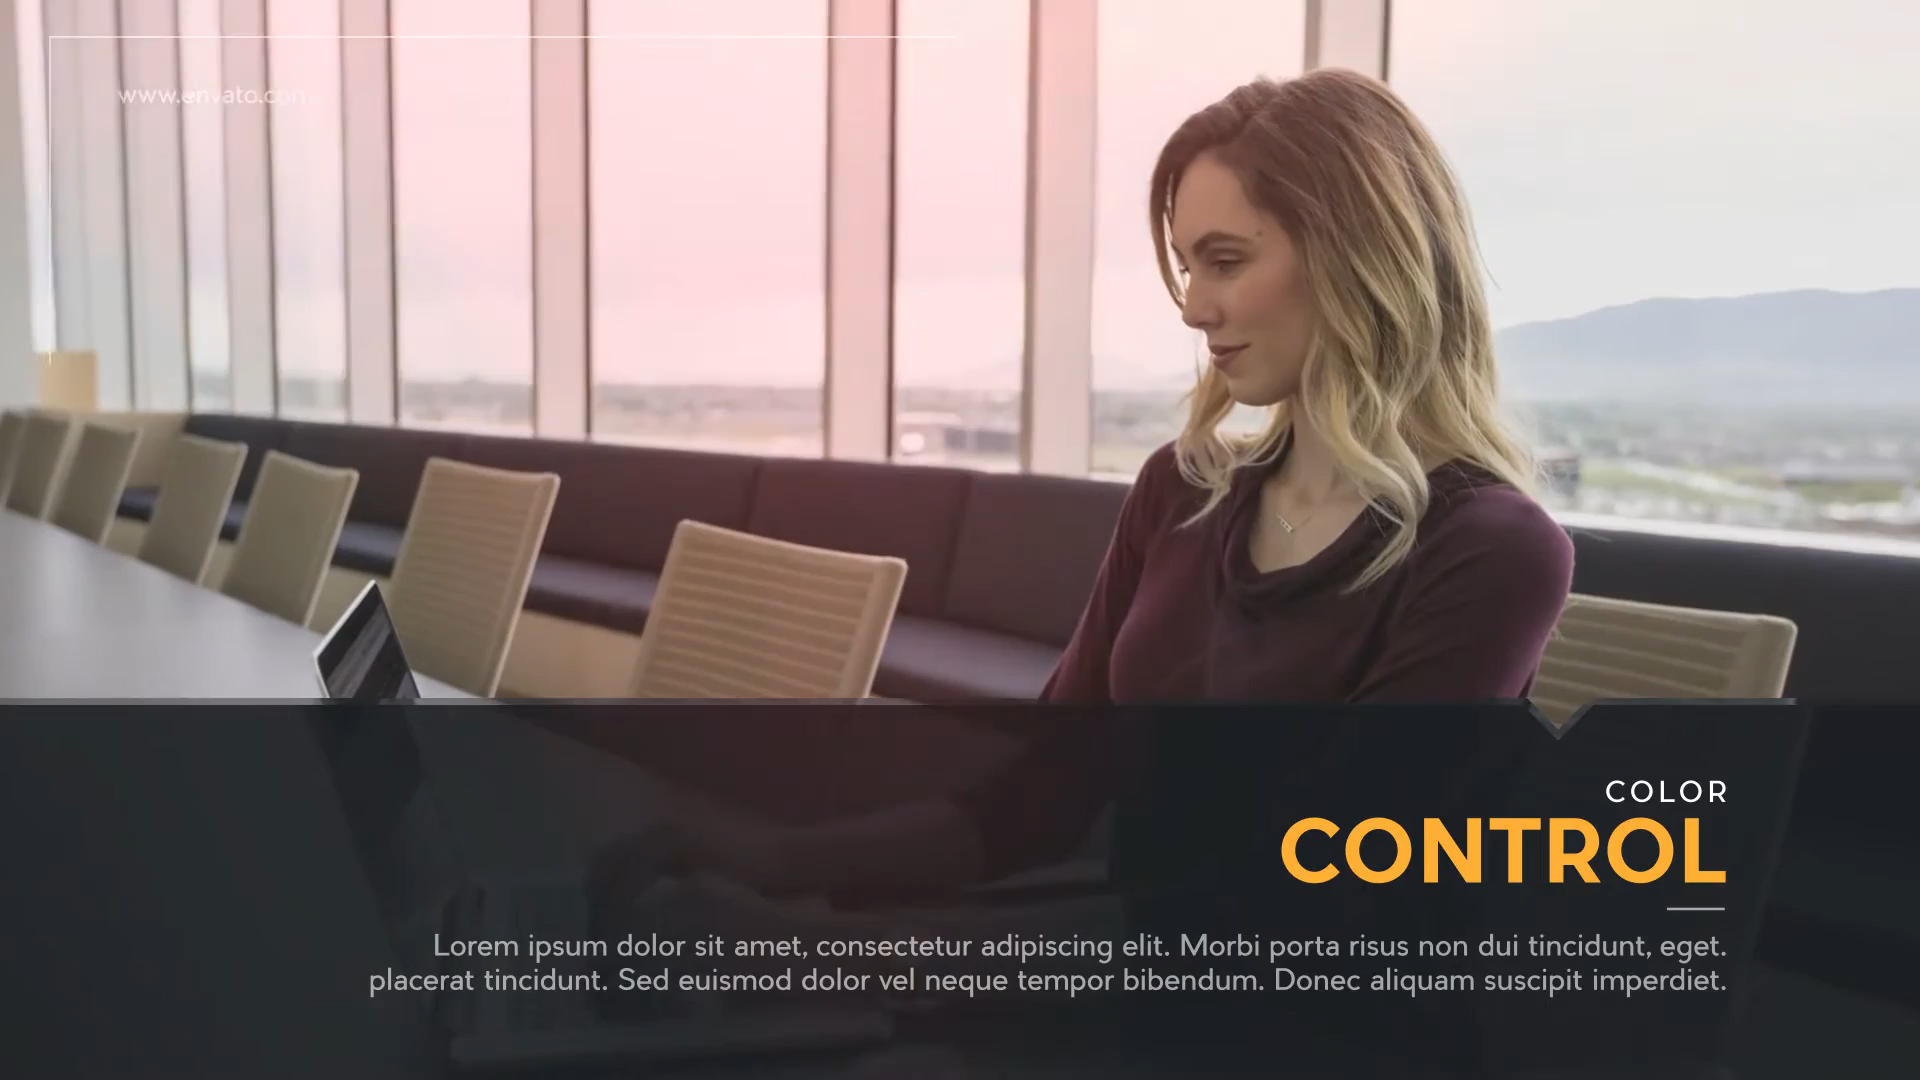 www.envato.com
COLOR
CONTROL
Lorem ipsum dolor sit amet, consectetur adipiscing elit. Morbi porta risus non dui tincidunt, eget.
placerat tincidunt. Sed euismod dolor vel neque tempor bibendum. Donec aliquam suscipit imperdiet.